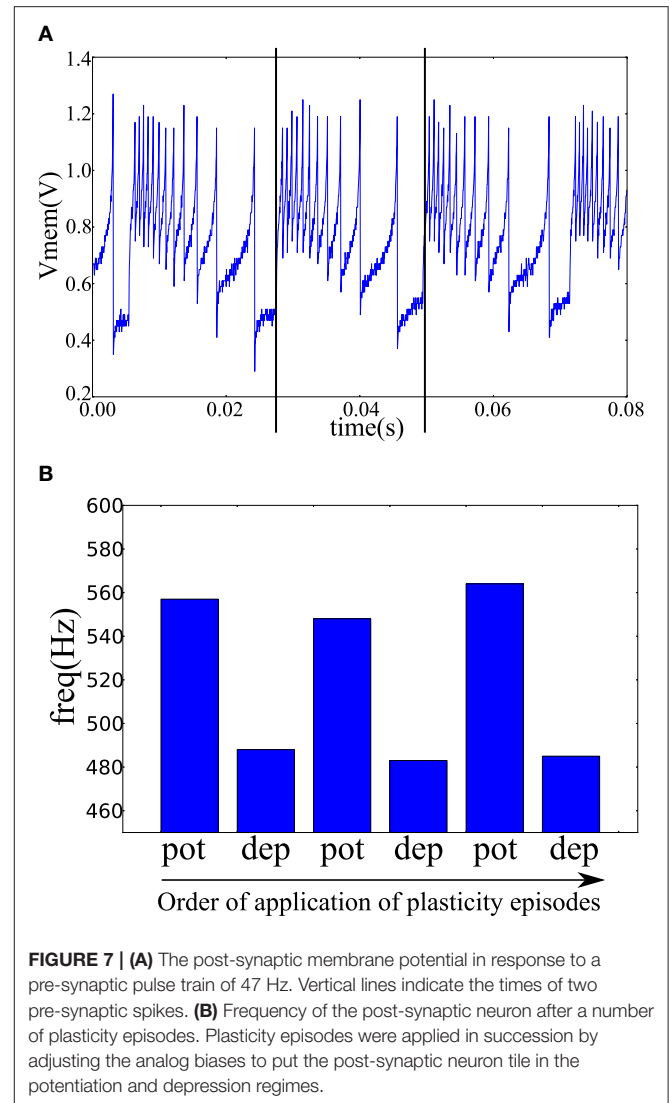 A
1.4
1.2
1.0
0.8
0.6
0.4
0.2
Vmem(V)
0.00 0.02 0.04 0.06 0.08
time(s)
B
600
580
560
540
520
500
480
460
freq(Hz)
pot dep pot dep pot dep
Order of application of plasticity episodes
FIGURE 7 | (A) The post-synaptic membrane potential in response to a
pre-synaptic pulse train of 47 Hz. Vertical lines indicate the times of two
pre-synaptic spikes. (B) Frequency of the post-synaptic neuron after a number
of plasticity episodes. Plasticity episodes were applied in succession by
adjusting the analog biases to put the post-synaptic neuron tile in the
potentiation and depression regimes.